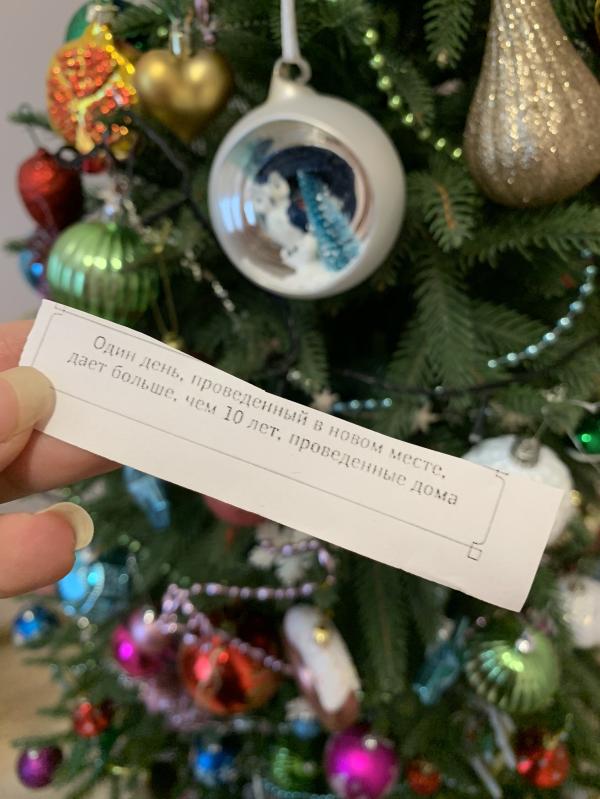 Один день, проведенный в новом месте,
дает больше, чем 10 лет, проведенные дома